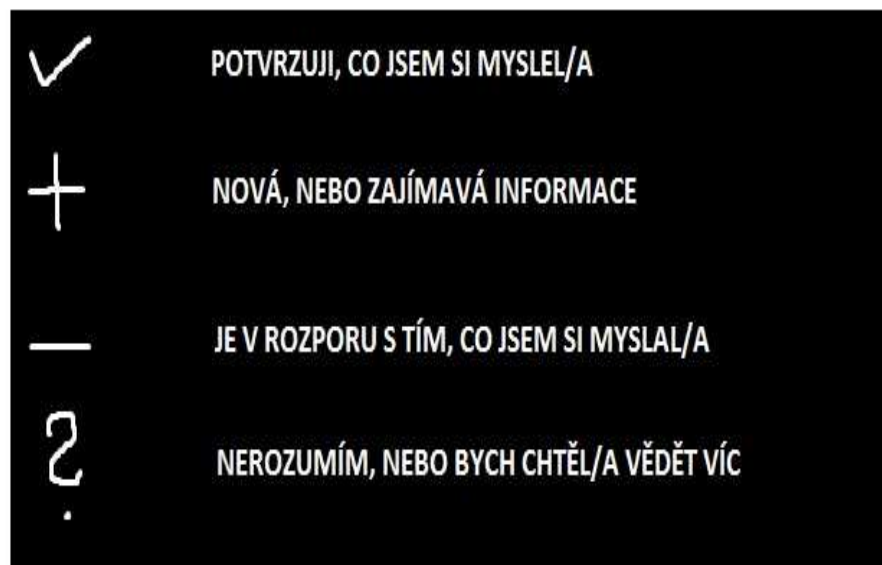 ✓ POTVRZUJI, CO JSEM SI MYSLEL/A
+ NOVÁ, NEBO ZAJÍMAVÁ INFORMACE
– JE V ROZPORU S TÍM, CO JSEM SI MYSLAL/A
? NEROZUMÍM, NEBO BYCH CHTĚL/A VĚDĚT VÍC